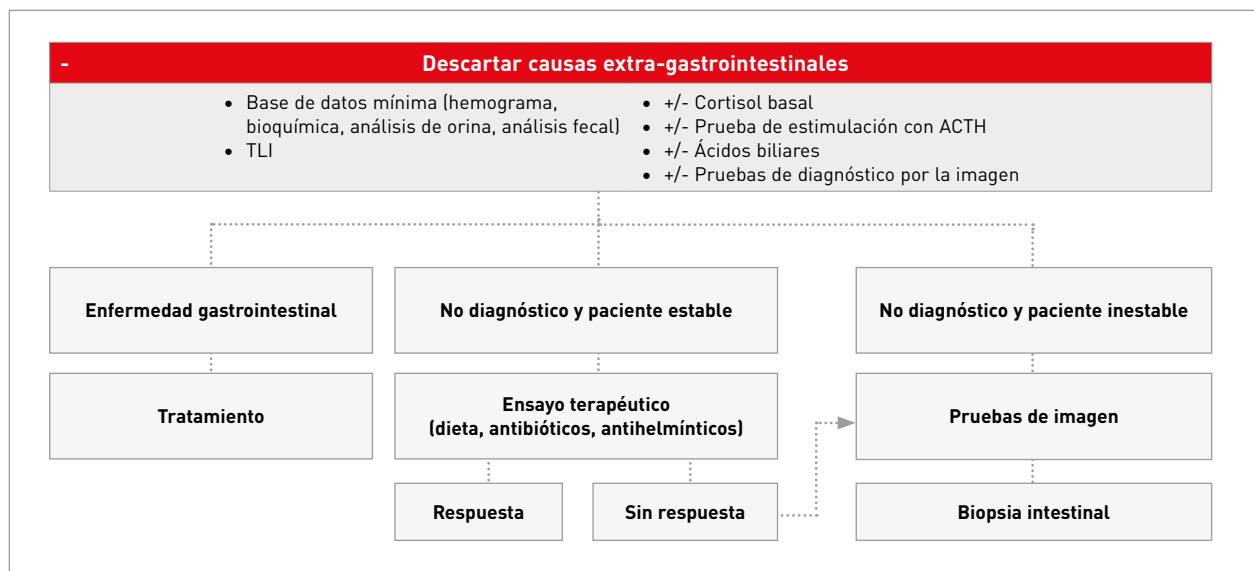 -
Descartar causas extra-gastrointestinales
• Base de datos mínima (hemograma,
bioquímica, análisis de orina, análisis fecal)
• TLI
• +/- Cortisol basal
• +/- Prueba de estimulación con ACTH
• +/- Ácidos biliares
• +/- Pruebas de diagnóstico por la imagen
Enfermedad gastrointestinal
No diagnóstico y paciente estable
No diagnóstico y paciente inestable
Tratamiento
Ensayo terapéutico
(dieta, antibióticos, antihelmínticos)
Pruebas de imagen
Respuesta
Sin respuesta
Biopsia intestinal